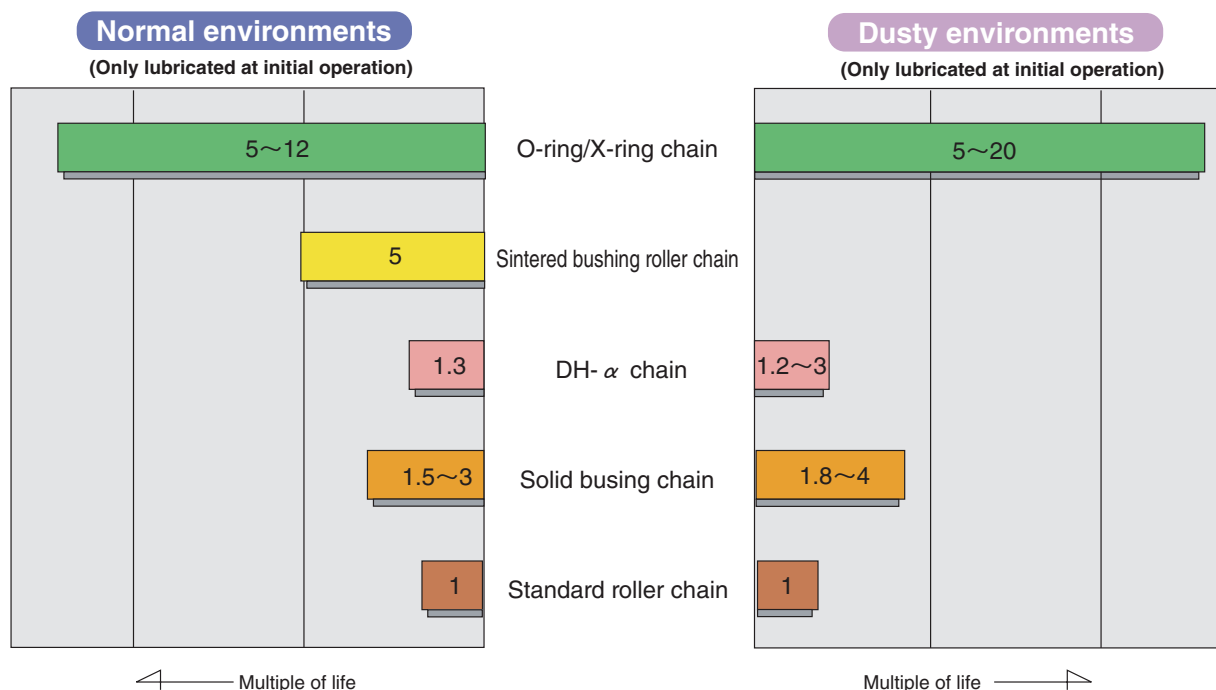 Normal environments
(Only lubricated at initial operation)
Dusty environments
(Only lubricated at initial operation)
5～12
O-ring/X-ring chain
5～20
5
Sintered bushing roller chain
1.3
DH- α chain
1.2～3
1.5～3
Solid busing chain
1.8～4
1
Standard roller chain
1
Multiple of life
Multiple of life